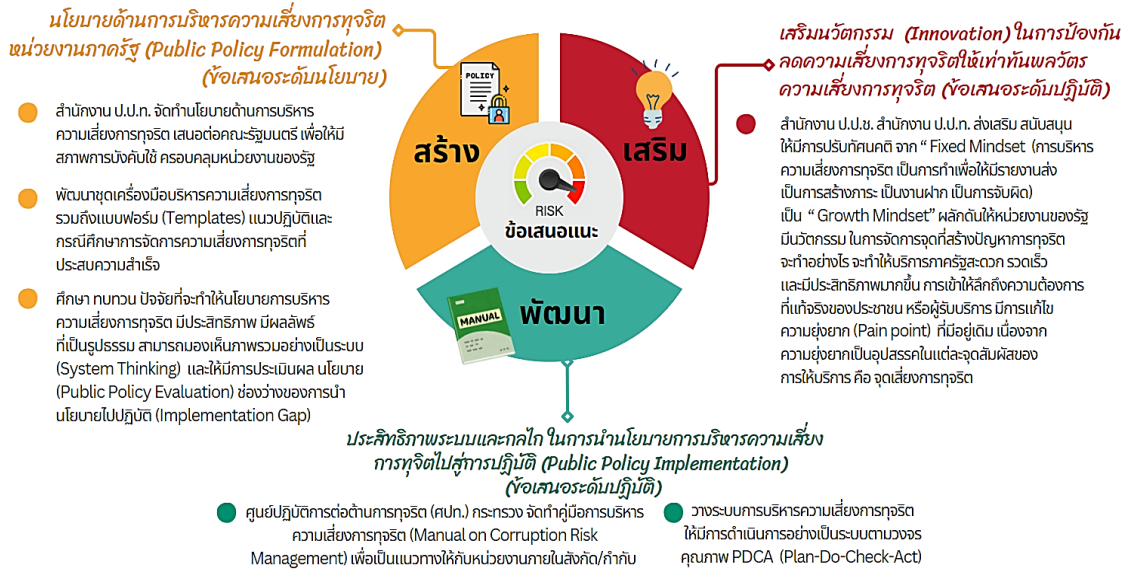 นโยบายด้านการบริหารความเสี่ยงการทุจริต
หน่วยงานภาครัฐ (Public Policy Formulation)
(ข้อเสนอระดับนโยบาย)
สำนักงาน ป.ป.ท. จัดทำนโยบายด้านการบริหาร
ความเสี่ยงการทุจริต เสนอต่อคณะรัฐมนตรี เพื่อให้มี
สภาพการบังคับใช้ ครอบคลุมหน่วยงานของรัฐ
พัฒนาชุดเครื่องมือบริหารความเสี่ยงการทุจริต
รวมถึงแบบฟอร์ม (Templates) แนวปฏิบัติและ
กรณีศึกษาการจัดการความเสี่ยงการทุจริตที่
ประสบความสำเร็จ
ศึกษา ทบทวน ปัจจัยที่จะทำให้นโยบายการบริหาร
ความเสี่ยงการทุจริต มีประสิทธิภาพ มีผลลัพธ์
ที่เป็นรูปธรรม สามารถมองเห็นภาพรวมอย่างเป็นระบบ
(System Thinking) และให้มีการประเมินผล นโยบาย
(Public Policy Evaluation) ช่องว่างของการนำ
นโยบายไปปฏิบัติ (Implementation Gap)
POLICY
สร้าง
เสริม
RISK
ข้อเสนอแนะ
MANUAL
พัฒนา
เสริมนวัตกรรม (Innovation) ในการป้องกัน
ลดความเสี่ยงการทุจริตให้เท่าทันพลวัตร
ความเสี่ยงการทุจริต (ข้อเสนอระดับปฏิบัติ)
สำนักงาน ป.ป.ช. สำนักงาน ป.ป.ท. ส่งเสริม สนับสนุน
ให้มีการปรับทัศนคติ จาก “ Fixed Mindset (การบริหาร
ความเสี่ยงการทุจริต เป็นการทำเพื่อให้มีรายงานส่ง
เป็นการสร้างภาระ เป็นงานฝาก เป็นการจับผิด)
เป็น “ Growth Mindset” ผลักดันให้หน่วยงานของรัฐ
มีนวัตกรรม ในการจัดการจุดที่สร้างปัญหาการทุจริต
จะทำอย่างไร จะทำให้บริการภาครัฐสะดวก รวดเร็ว
และมีประสิทธิภาพมากขึ้น การเข้าให้ลึกถึงความต้องการ
ที่แท้จริงของประชาชน หรือผู้รับบริการ มีการแก้ไข
ความยุ่งยาก (Pain point) ที่มีอยู่เดิม เนื่องจาก
ความยุ่งยากเป็นอุปสรรคในแต่ละจุดสัมผัสของ
การให้บริการ คือ จุดเสี่ยงการทุจริต
ประสิทธิภาพระบบและกลไก ในการนำนโยบายการบริหารความเสี่ยง
การทุจิตไปสู่การปฏิบัติ (Public Policy Implementation)
(ข้อเสนอระดับปฏิบัติ)
ศูนย์ปฏิบัติการต่อต้านการทุจริต (ศปท.) กระทรวง จัดทำคู่มือการบริหาร
ความเสี่ยงการทุจริต (Manual on Corruption Risk
Management) เพื่อเป็นแนวทางให้กับหน่วยงานภายในสังกัด/กำกับ
วางระบบการบริหารความเสี่ยงการทุจริต
ให้มีการดำเนินการอย่างเป็นระบบตามวงจร
คุณภาพ PDCA (Plan-Do-Check-Act)